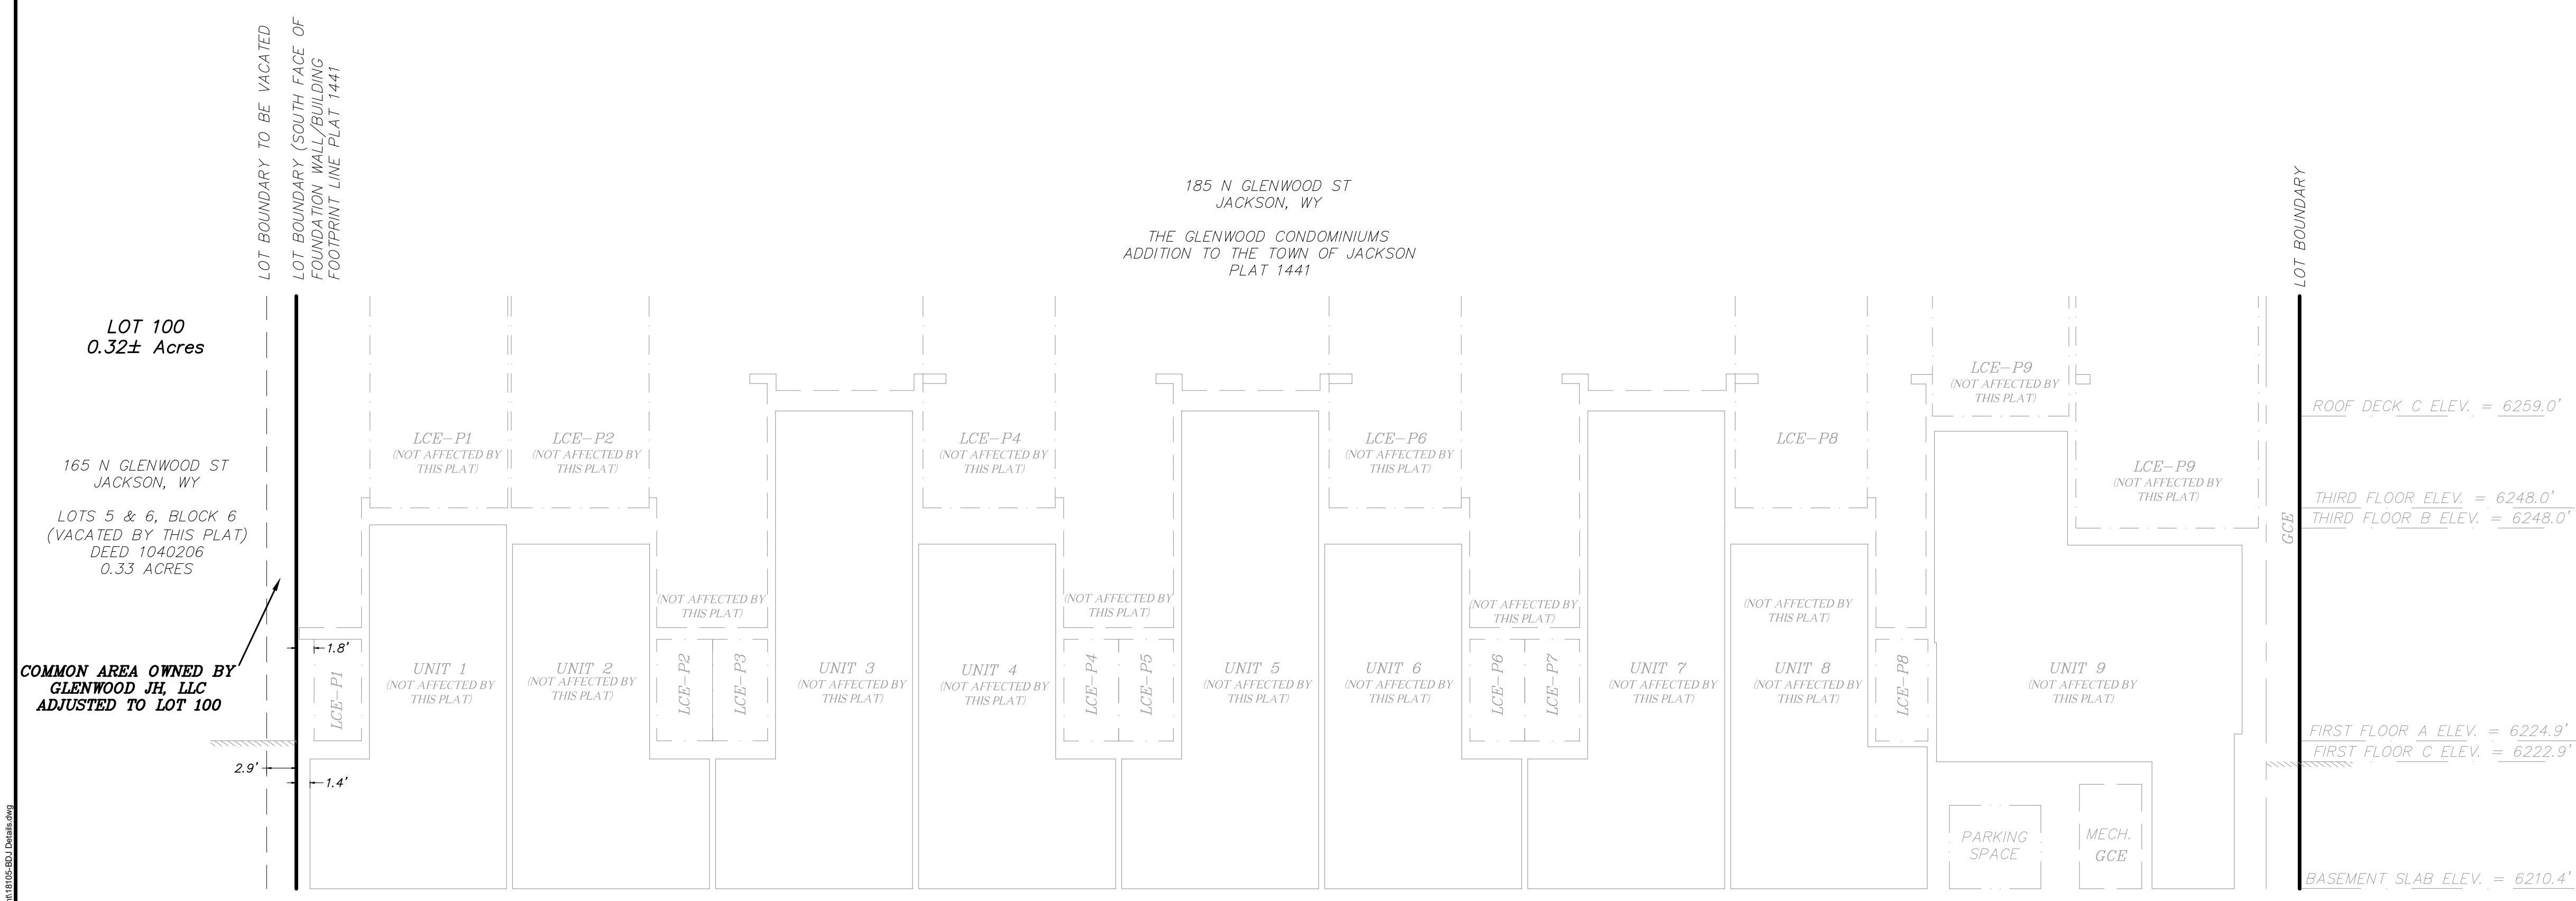 LOT BOUNDARY TO BE VACATED
LOT BOUNDARY (SOUTH FACE OF
FOUNDATION WALL/BUILDING
FOOTPRINT LINE PLAT 1441
185 N GLENWOOD ST
JACKSON, WY
THE GLENWOOD CONDOMINIUMS
ADDITION TO THE TOWN OF JACKSON
PLAT 1441
LOT BOUNDARY
LOT 100
0.32± Acres
165 N GLENWOOD ST
JACKSON, WY
LOTS 5 & 6, BLOCK 6
(VACATED BY THIS PLAT)
DEED 1040206
0.33 ACRES
COMMON AREA OWNED BY
GLENWOOD JH, LLC
ADJUSTED TO LOT 100
2.9'
1.8'
1.4'
LCE-P1
(NOT AFFECTED BY
THIS PLAT)
LCE-P2
(NOT AFFECTED BY
THIS PLAT)
LCE-P4
(NOT AFFECTED BY
THIS PLAT)
LCE-P6
(NOT AFFECTED BY
THIS PLAT)
LCE-P8
LCE-P9
(NOT AFFECTED BY
THIS PLAT)
LCE-P9
(NOT AFFECTED BY
THIS PLAT)
GCE
(NOT AFFECTED BY
THIS PLAT)
(NOT AFFECTED BY
THIS PLAT)
(NOT AFFECTED BY
THIS PLAT)
(NOT AFFECTED BY
THIS PLAT)
LCE-P1
UNIT 1
(NOT AFFECTED BY
THIS PLAT)
UNIT 2
(NOT AFFECTED BY
THIS PLAT)
LCE-P2
LCE-P3
UNIT 3
(NOT AFFECTED BY
THIS PLAT)
UNIT 4
(NOT AFFECTED BY
THIS PLAT)
LCE-P4
LCE-P5
UNIT 5
(NOT AFFECTED BY
THIS PLAT)
UNIT 6
(NOT AFFECTED BY
THIS PLAT)
LCE-P6
LCE-P7
UNIT 7
(NOT AFFECTED BY
THIS PLAT)
UNIT 8
(NOT AFFECTED BY
THIS PLAT)
LCE-P8
UNIT 9
(NOT AFFECTED BY
THIS PLAT)
PARKING
SPACE
MECH.
GCE
ROOF DECK C ELEV. = 6259.0'
THIRD FLOOR ELEV. = 6248.0'
THIRD FLOOR B ELEV. = 6248.0'
FIRST FLOOR A ELEV. = 6224.9'
FIRST FLOOR C ELEV. = 6222.9'
BASEMENT SLAB ELEV. = 6210.4'
18105-BDJ Details.dwg